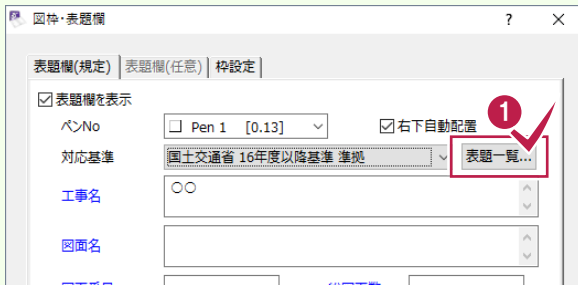 図枠・表題欄 ? ×
表題欄(規定) 表題欄(任意) 枠設定
表題欄を表示
ペンNo Pen 1 [0.13] 右下自動配置
1
対応基準 国土交通省 16年度以降基準 準拠 表題一覧...
工事名 〇〇
図面名